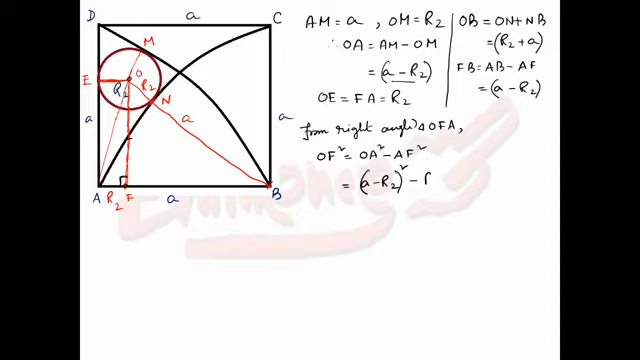 D a C
M
E O
R₂ R₂
N
a a a
A R₂ F a B
AM = a , OM = R₂
∴ OA = AM - OM
= (a - R₂)
OE = FA = R₂
OB = ON + NB
= (R₂ + a)
FB = AB - AF
= (a - R₂)
from right angle Δ OFA,
OF² = OA² - AF²
= (a - R₂)² - r